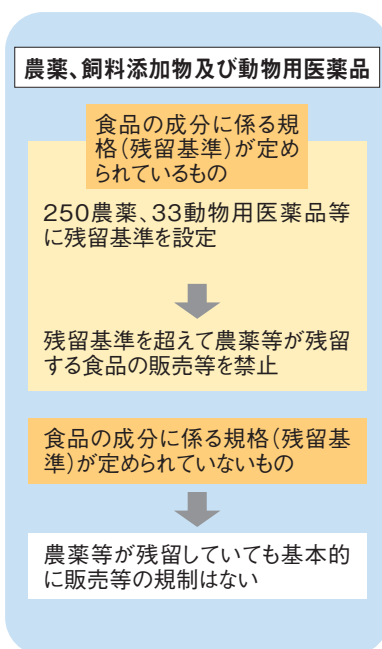 農薬、飼料添加物及び動物用医薬品
食品の成分に係る規
格(残留基準)が定め
られているもの
250農薬、33動物用医薬品等
に残留基準を設定
残留基準を超えて農薬等が残留
する食品の販売等を禁止
食品の成分に係る規格(残留基
準)が定められていないもの
農薬等が残留していても基本的
に販売等の規制はない